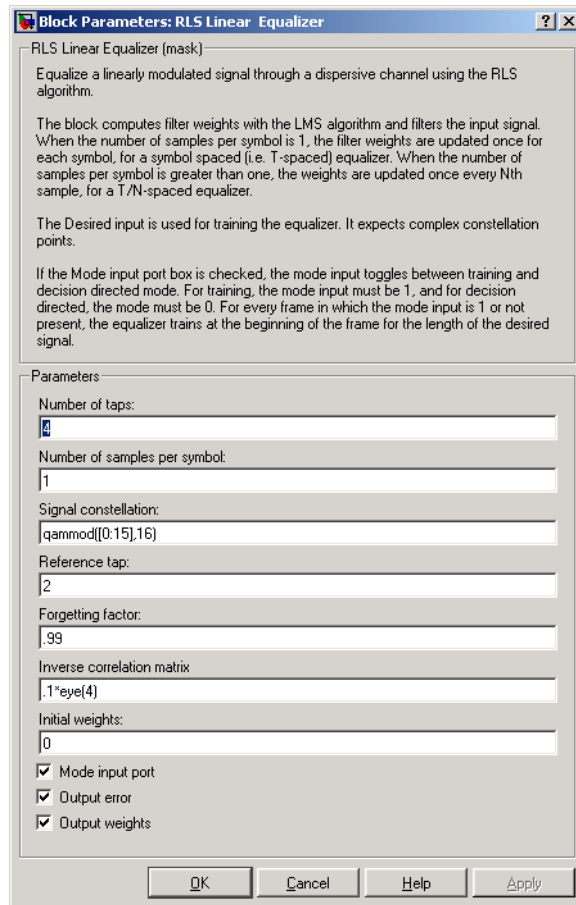 Block Parameters: RLS Linear Equalizer
RLS Linear Equalizer (mask)
Equalize a linearly modulated signal through a dispersive channel using the RLS
algorithm.
The block computes filter weights with the LMS algorithm and filters the input signal.
When the number of samples per symbol is 1, the filter weights are updated once for
each symbol, for a symbol spaced (i.e. T-spaced) equalizer. When the number of
samples per symbol is greater than one, the weights are updated once every Nth
sample, for a T/N-spaced equalizer.
The Desired input is used for training the equalizer. It expects complex constellation
points.
If the Mode input port box is checked, the mode input toggles between training and
decision directed mode. For training, the mode input must be 1, and for decision
directed, the mode must be 0. For every frame in which the mode input is 1 or not
present, the equalizer trains at the beginning of the frame for the length of the desired
signal.
Parameters
Number of taps:
4
Number of samples per symbol:
1
Signal constellation:
qammod([0:15],16)
Reference tap:
2
Forgetting factor:
.99
Inverse correlation matrix
.1*eye(4)
Initial weights:
0
Mode input port
Output error
Output weights
OK Cancel Help Apply